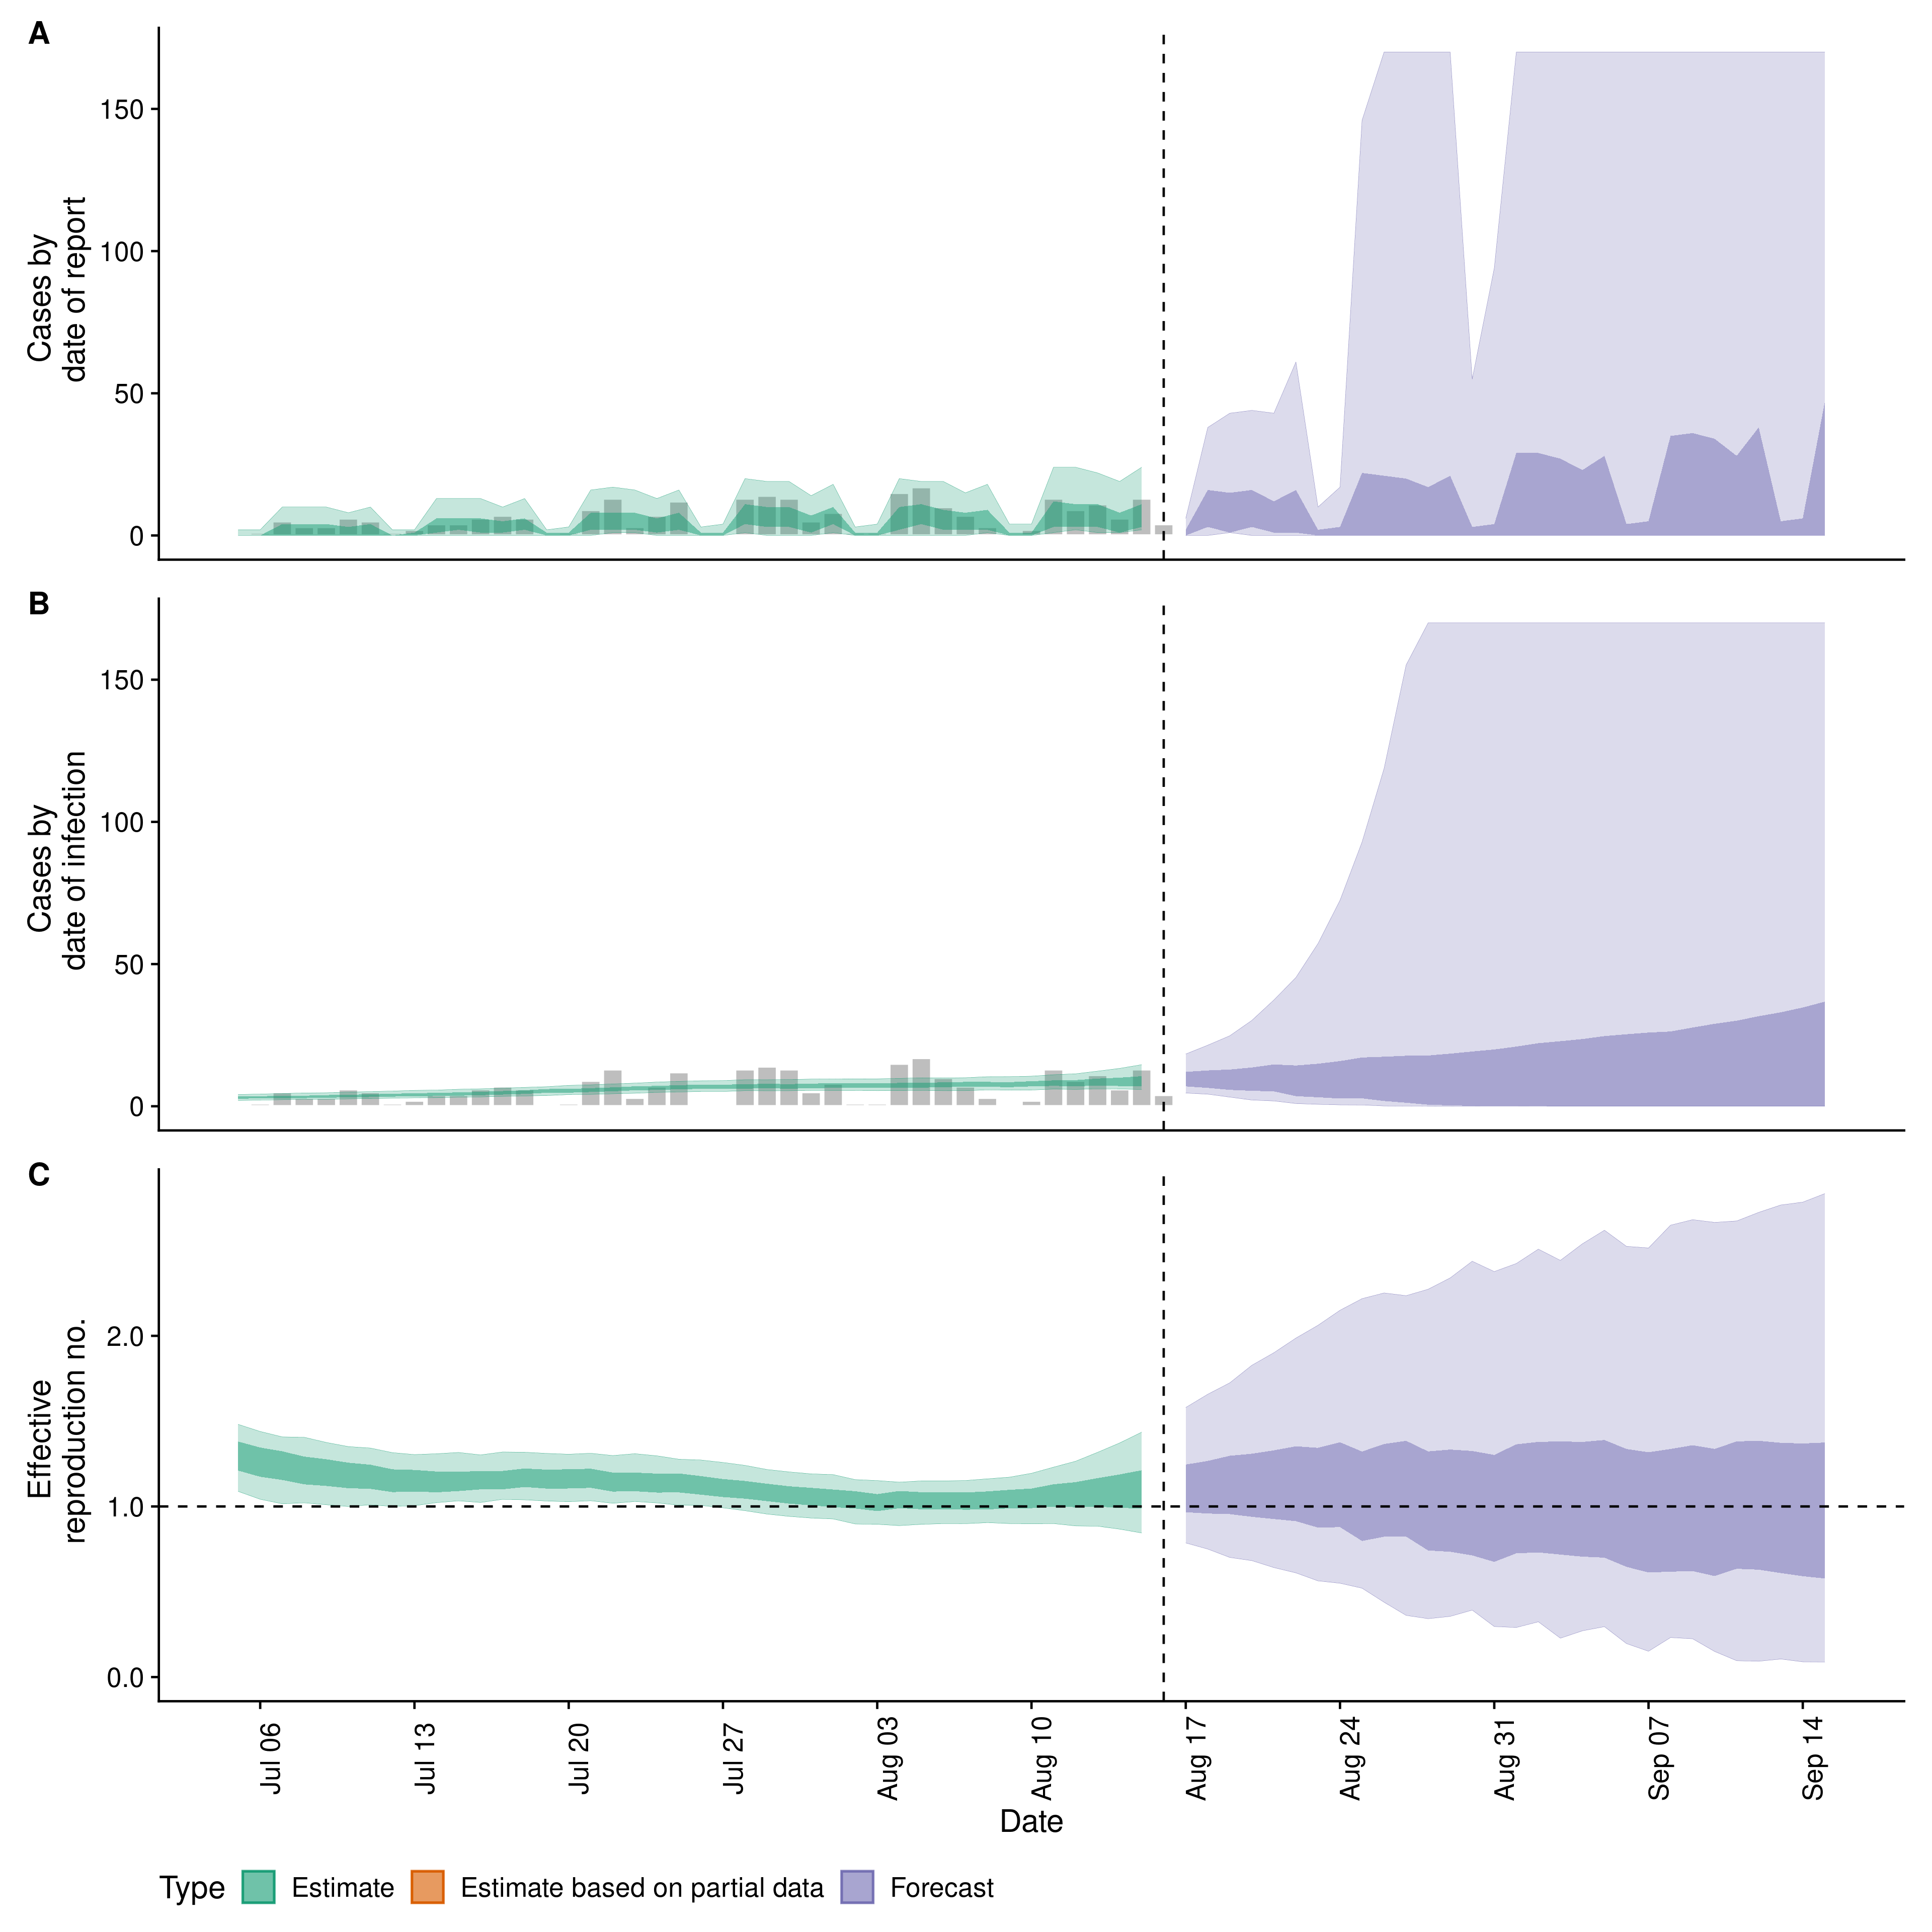 A
Cases by
date of report
150
100
50
0
B
Cases by
date of infection
150
100
50
0
C
Effective
reproduction no.
2.0
1.0
0.0
Jul 06
Jul 13
Jul 20
Jul 27
Aug 03
Aug 10
Aug 17
Aug 24
Aug 31
Sep 07
Sep 14
Date
Type Estimate Estimate based on partial data Forecast